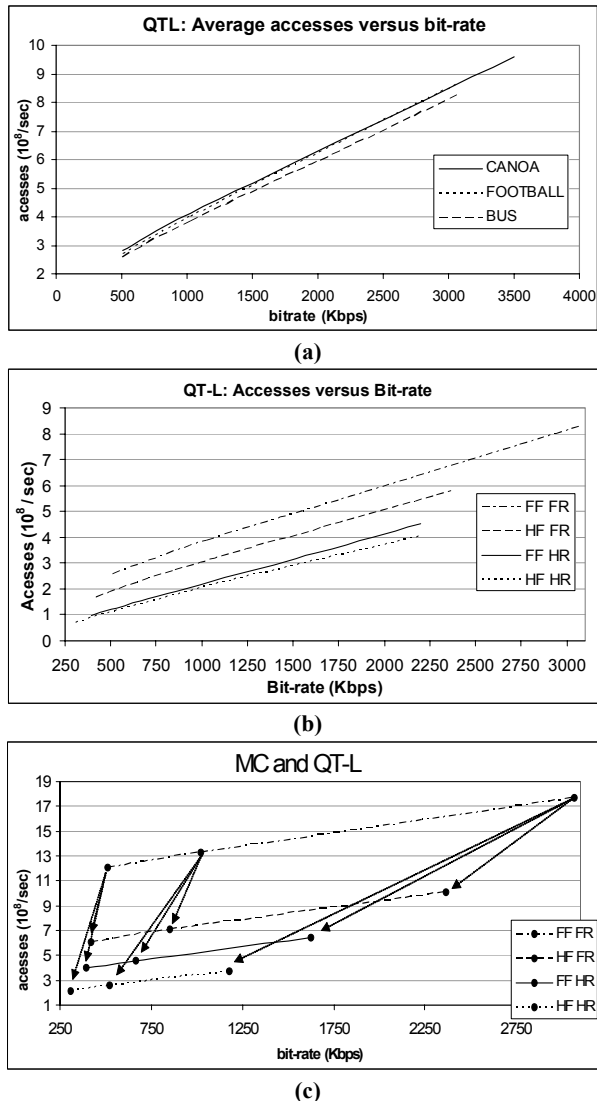 QTL: Average accesses versus bit-rate
10
9
8
7
6
5
4
3
2
acesses (10⁸/sec)
CANOA
FOOTBALL
BUS
0 500 1000 1500 2000 2500 3000 3500 4000
bitrate (Kbps)
(a)
QT-L: Accesses versus Bit-rate
9
8
7
6
5
4
3
2
1
0
Acesses (10⁸ / sec)
FF FR
HF FR
FF HR
HF HR
250 500 750 1000 1250 1500 1750 2000 2250 2500 2750 3000
Bit-rate (Kbps)
(b)
MC and QT-L
19
17
15
13
11
9
7
5
3
1
acesses (10⁸/sec)
FF FR
HF FR
FF HR
HF HR
250 750 1250 1750 2250 2750
bit-rate (Kbps)
(c)